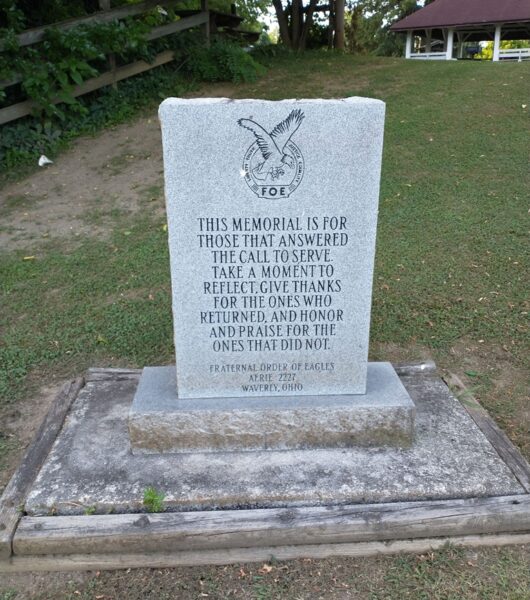 FOE
THIS MEMORIAL IS FOR
THOSE THAT ANSWERED
THE CALL TO SERVE.
TAKE A MOMENT TO
REFLECT, GIVE THANKS
FOR THE ONES WHO
RETURNED, AND HONOR
AND PRAISE FOR THE
ONES THAT DID NOT.
FRATERNAL ORDER OF EAGLES
AERIE 2227
WAVERLY, OHIO